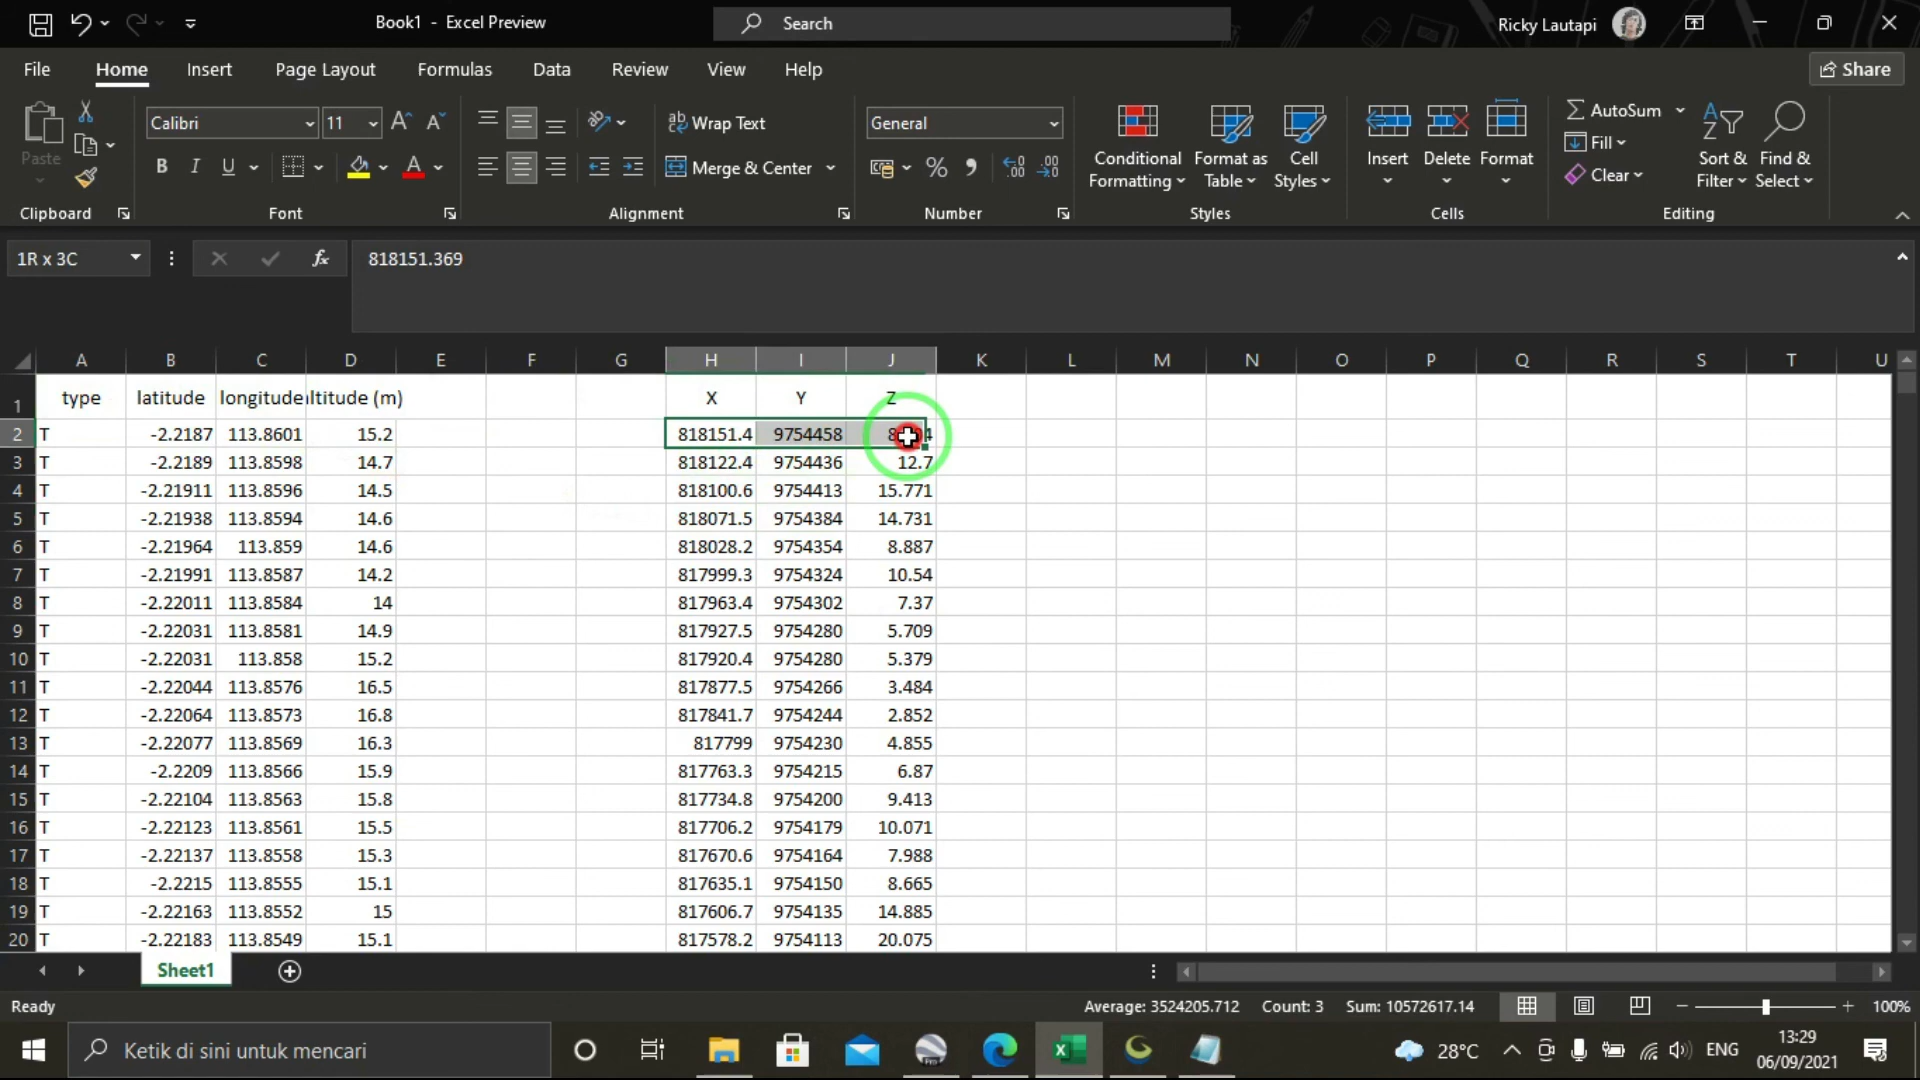 Book1 - Excel Preview
Search
Ricky Lautapi
File Home Insert Page Layout Formulas Data Review View Help
Share
Paste
Clipboard
Calibri 11
B I U
Font
Wrap Text
Merge & Center
Alignment
General
Number
Conditional Formatting
Format as Table
Cell Styles
Styles
Insert Delete Format
Cells
AutoSum
Fill
Clear
Sort & Filter
Find & Select
Editing
1R x 3C fx 818151.369
A B C D E F G H I J K L M N O P Q R S T U
1 type latitude longitude ltitude (m) X Y Z
2 T -2.2187 113.8601 15.2 818151.4 9754458
3 T -2.2189 113.8598 14.7 818122.4 9754436 12.7
4 T -2.21911 113.8596 14.5 818100.6 9754413 15.771
5 T -2.21938 113.8594 14.6 818071.5 9754384 14.731
6 T -2.21964 113.859 14.6 818028.2 9754354 8.887
7 T -2.21991 113.8587 14.2 817999.3 9754324 10.54
8 T -2.22011 113.8584 14 817963.4 9754302 7.37
9 T -2.22031 113.8581 14.9 817927.5 9754280 5.709
10 T -2.22031 113.858 15.2 817920.4 9754280 5.379
11 T -2.22044 113.8576 16.5 817877.5 9754266 3.484
12 T -2.22064 113.8573 16.8 817841.7 9754244 2.852
13 T -2.22077 113.8569 16.3 817799 9754230 4.855
14 T -2.2209 113.8566 15.9 817763.3 9754215 6.87
15 T -2.22104 113.8563 15.8 817734.8 9754200 9.413
16 T -2.22123 113.8561 15.5 817706.2 9754179 10.071
17 T -2.22137 113.8558 15.3 817670.6 9754164 7.988
18 T -2.2215 113.8555 15.1 817635.1 9754150 8.665
19 T -2.22163 113.8552 15 817606.7 9754135 14.885
20 T -2.22183 113.8549 15.1 817578.2 9754113 20.075
Sheet1
Ready Average: 3524205.712 Count: 3 Sum: 10572617.14 100%
Ketik di sini untuk mencari
28°C
ENG
13:29
06/09/2021